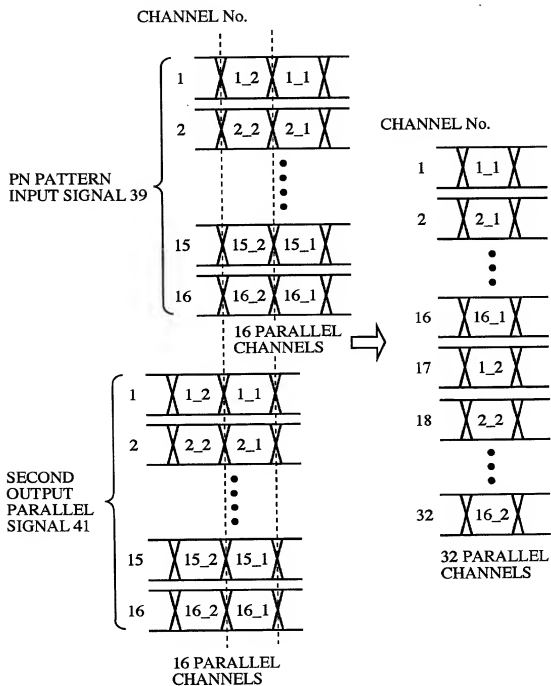 CHANNEL No.
1 1_2 1_1
2 2_2 2_1
PN PATTERN
INPUT SIGNAL 39
15 15_2 15_1
16 16_2 16_1
16 PARALLEL
CHANNELS
1 1_2 1_1
2 2_2 2_1
SECOND
OUTPUT
PARALLEL
SIGNAL 41
15 15_2 15_1
16 16_2 16_1
16 PARALLEL
CHANNELS
CHANNEL No.
1 1_1
2 2_1
16 16_1
17 1_2
18 2_2
32 16_2
32 PARALLEL
CHANNELS